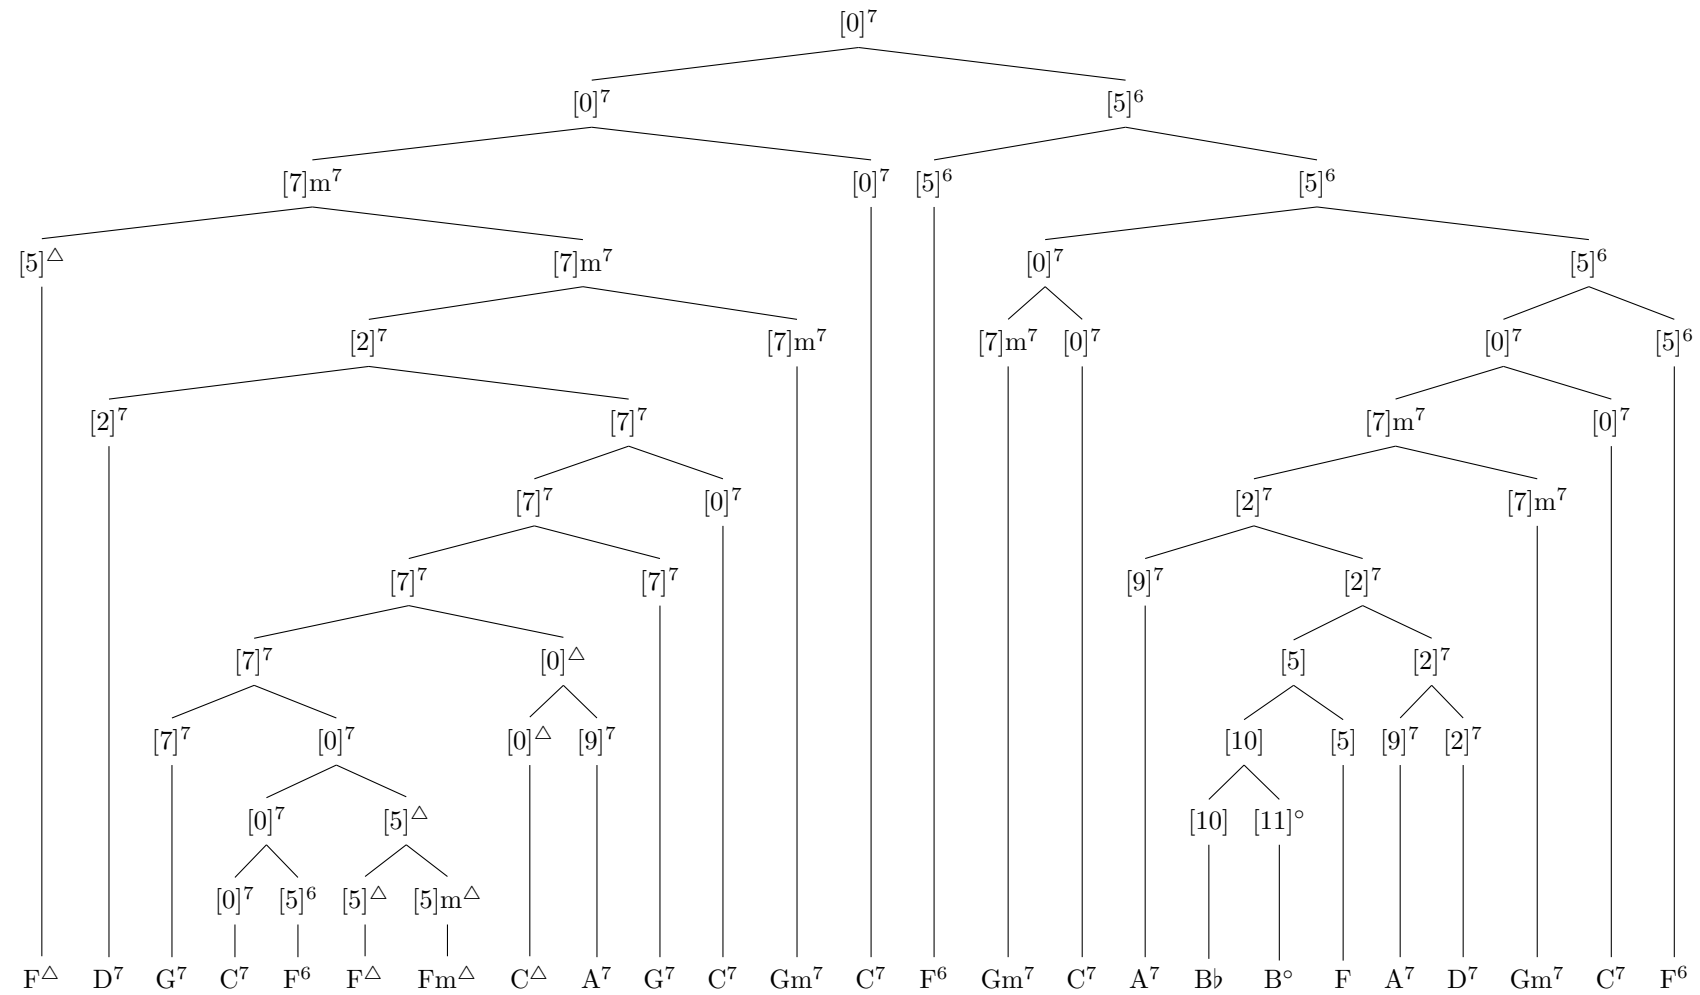 [0]⁷
[0]⁷ [5]⁶
[7]m⁷ [0]⁷ [5]⁶ [5]⁶
[5]△ [7]m⁷ [0]⁷ [5]⁶
[2]⁷ [7]m⁷ [7]m⁷ [0]⁷ [0]⁷ [5]⁶
[2]⁷ [7]⁷ [7]m⁷ [0]⁷
[7]⁷ [0]⁷ [2]⁷ [7]m⁷
[7]⁷ [7]⁷ [9]⁷ [2]⁷
[7]⁷ [0]△ [5] [2]⁷
[7]⁷ [0]⁷ [0]△ [9]⁷ [10] [5] [9]⁷ [2]⁷
[0]⁷ [5]△ [10] [11]°
[0]⁷ [5]⁶ [5]△ [5]m△
F△ D⁷ G⁷ C⁷ F⁶ F△ Fm△ C△ A⁷ G⁷ C⁷ Gm⁷ C⁷ F⁶ Gm⁷ C⁷ A⁷ B♭ B° F A⁷ D⁷ Gm⁷ C⁷ F⁶